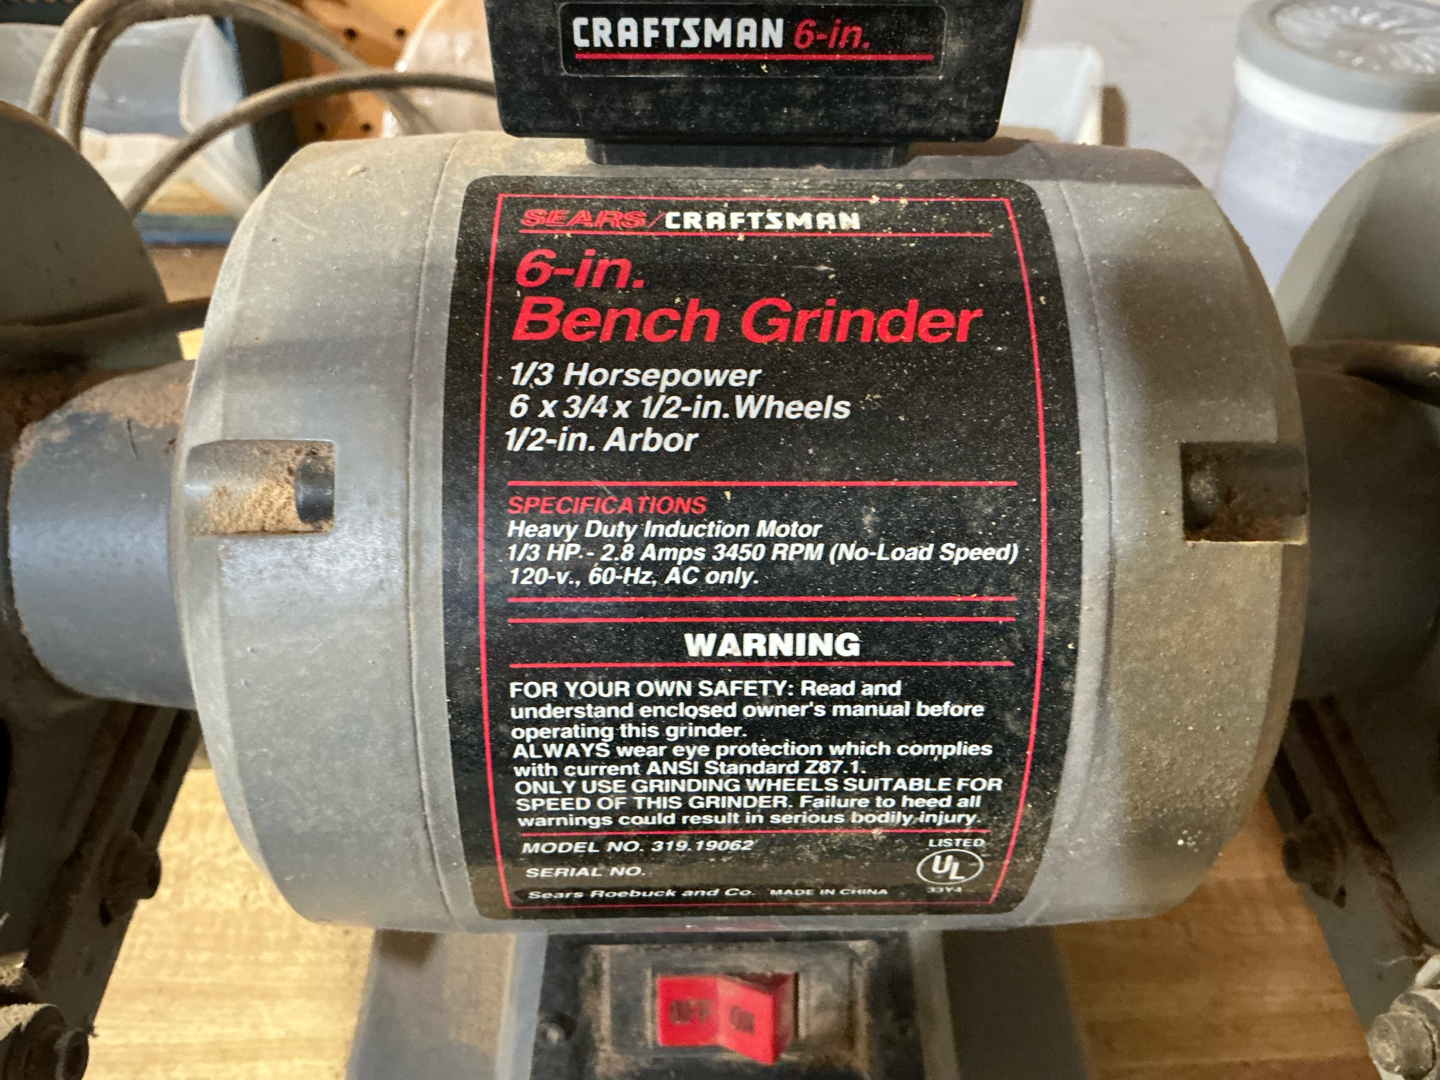 CRAFTSMAN 6-in.
SEARS/CRAFTSMAN
6-in.
Bench Grinder
1/3 Horsepower
6 x 3/4 x 1/2-in. Wheels
1/2-in. Arbor
SPECIFICATIONS
Heavy Duty Induction Motor
1/3 HP - 2.8 Amps 3450 RPM (No-Load Speed)
120-v., 60-Hz, AC only.
WARNING
FOR YOUR OWN SAFETY: Read and
understand enclosed owner's manual before
operating this grinder.
ALWAYS wear eye protection which complies
with current ANSI Standard Z87.1.
ONLY USE GRINDING WHEELS SUITABLE FOR
SPEED OF THIS GRINDER. Failure to heed all
warnings could result in serious bodily injury.
MODEL NO. 319.19062
SERIAL NO.
Sears Roebuck and Co. MADE IN CHINA
LISTED
UL
33Y4
OFF ON